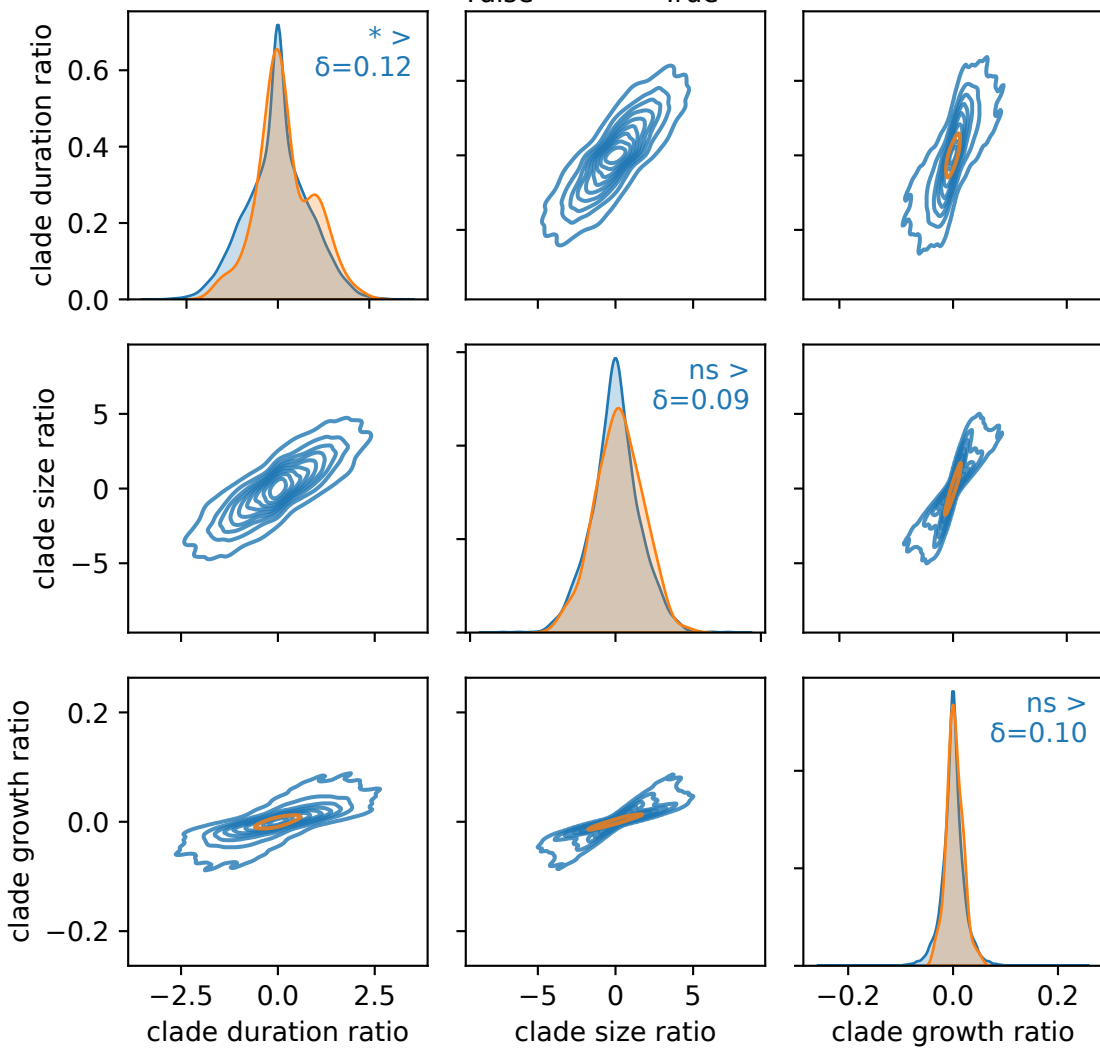 True
clade duration ratio
0.6
0.4
0.2
0.0
* >
δ=0.12
clade size ratio
5
0
−5
ns >
δ=0.09
clade growth ratio
0.2
0.0
−0.2
ns >
δ=0.10
−2.5 0.0 2.5
−5 0 5
−0.2 0.0 0.2
clade duration ratio
clade size ratio
clade growth ratio